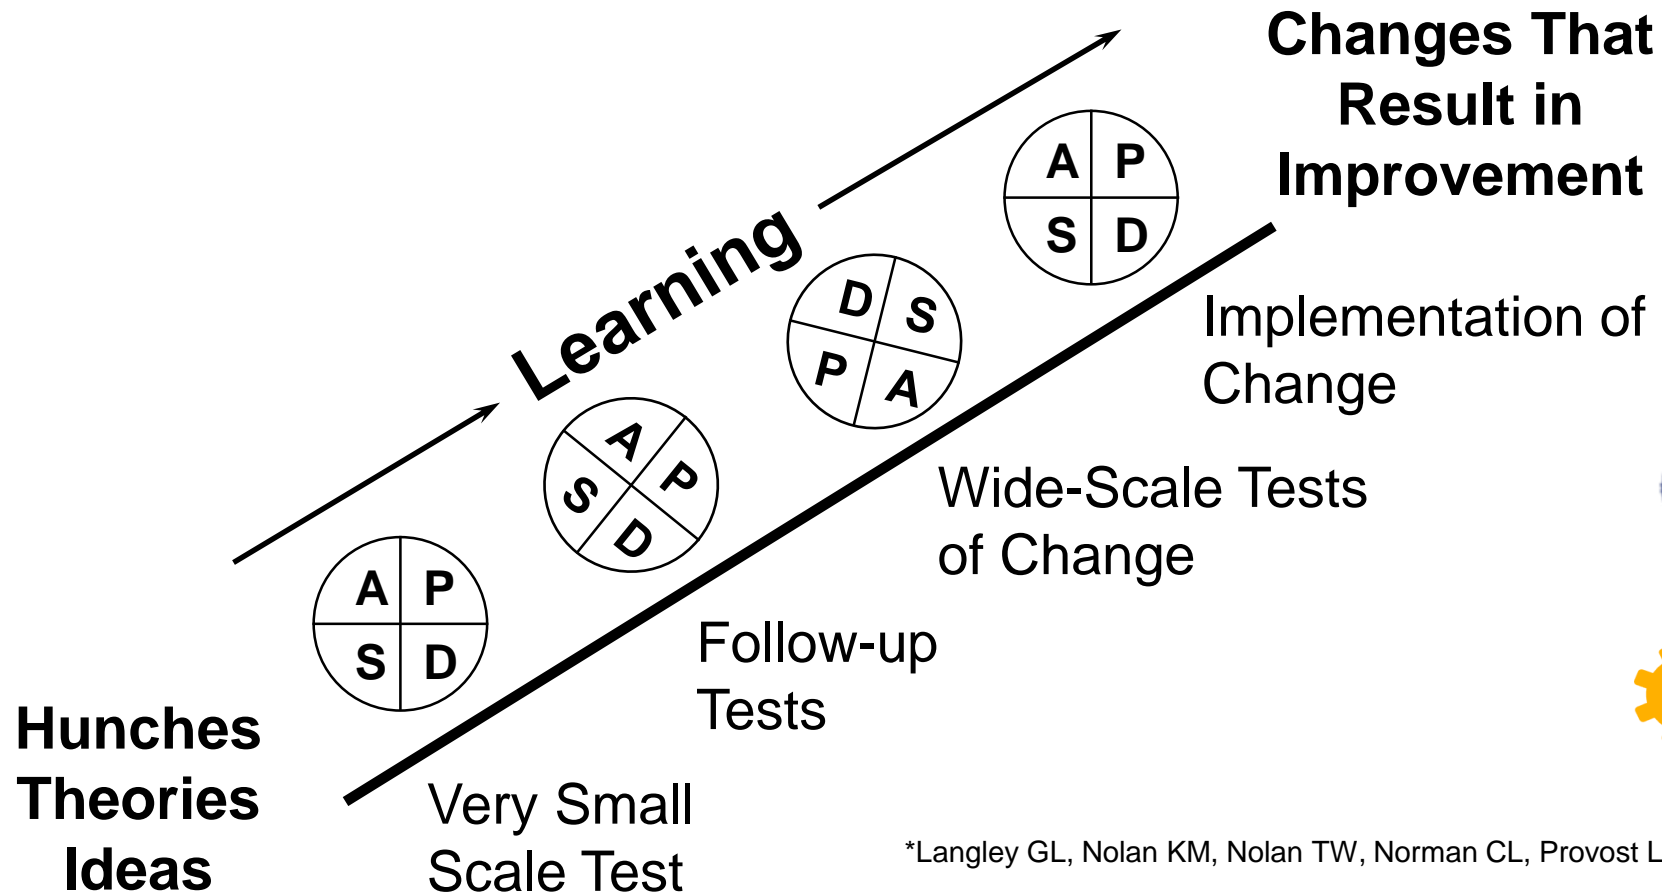 Changes That
Result in
Improvement
A P
S D
Learning
D S
P A
Implementation of
Change
A P
S D
Wide-Scale Tests
of Change
A P
S D
Follow-up
Tests
Hunches
Theories
Ideas
Very Small
Scale Test
*Langley GL, Nolan KM, Nolan TW, Norman CL, Provost L